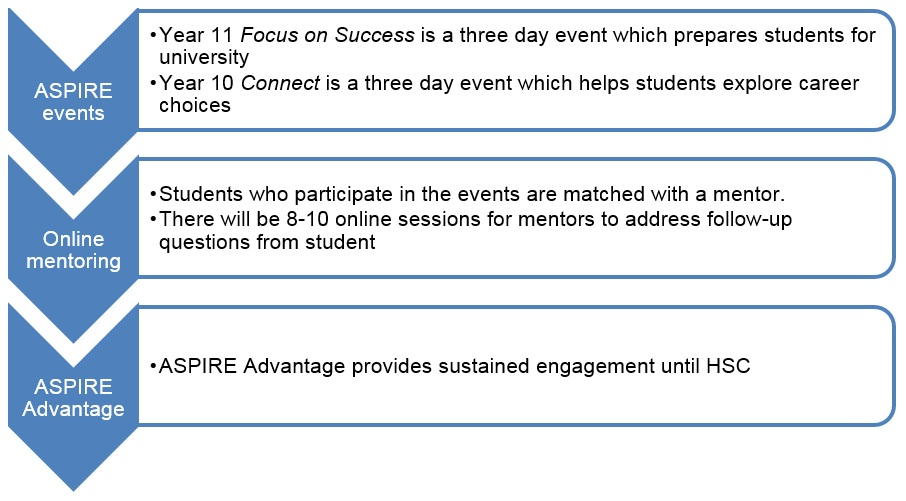 ASPIRE
events
•Year 11 Focus on Success is a three day event which prepares students for
university
•Year 10 Connect is a three day event which helps students explore career
choices
Online
mentoring
•Students who participate in the events are matched with a mentor.
•There will be 8-10 online sessions for mentors to address follow-up
questions from student
ASPIRE
Advantage
•ASPIRE Advantage provides sustained engagement until HSC